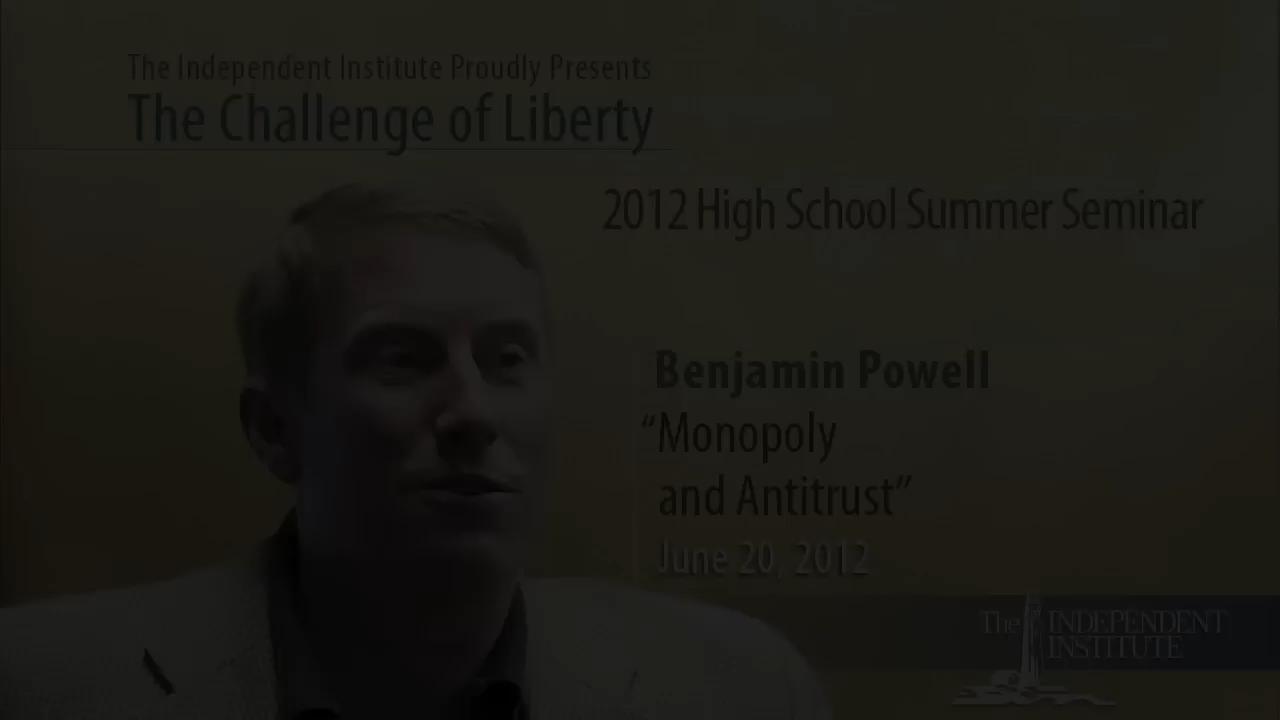 The Independent Institute Proudly Presents
The Challenge of Liberty
2012 High School Summer Seminar
Benjamin Powell
“Monopoly
and Antitrust”
June 20, 2012
The INDEPENDENT
INSTITUTE